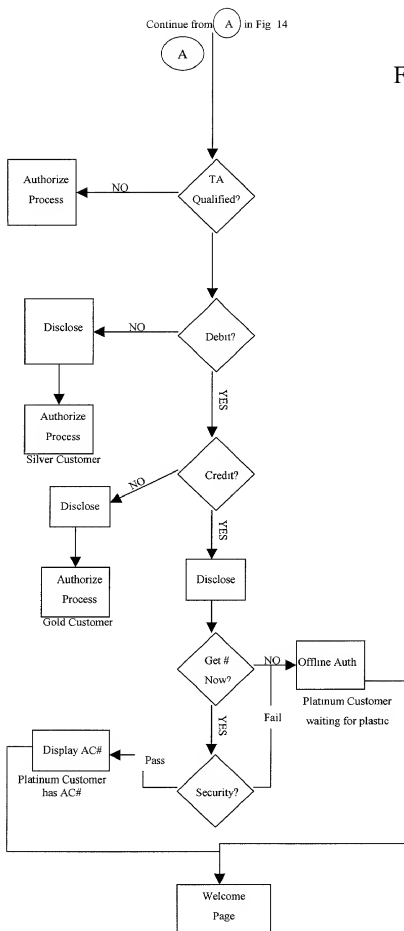 Continue from A in Fig 14
A
F
Authorize
Process
NO
TA
Qualified?
Disclose
NO
Debit?
YES
Authorize
Process
Silver Customer
Credit?
NO
Disclose
YES
Authorize
Process
Gold Customer
Disclose
Get #
Now?
NO
Offline Auth
Platinum Customer
waiting for plastic
YES
Fail
Display AC#
Pass
Platinum Customer
has AC#
Security?
Welcome
Page